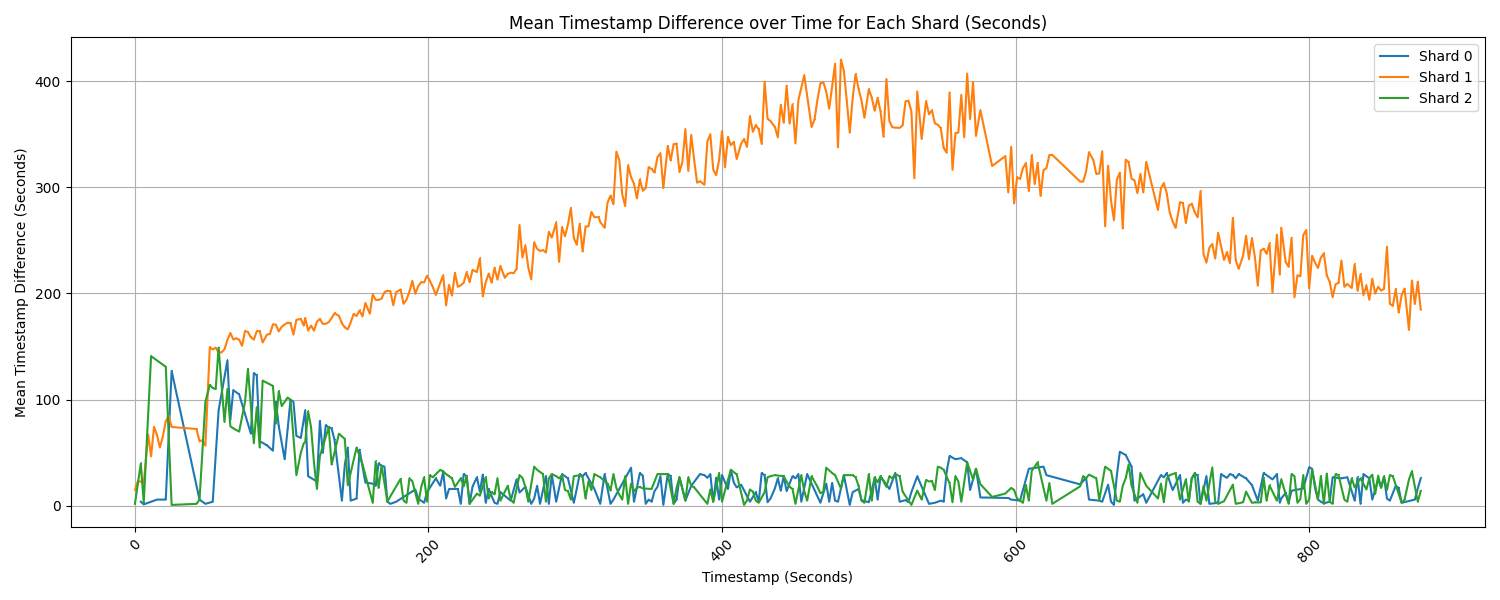 Mean Timestamp Difference over Time for Each Shard (Seconds)
Shard 0
Shard 1
Shard 2
Mean Timestamp Difference (Seconds)
400
300
200
100
0
0
200
400
600
800
Timestamp (Seconds)